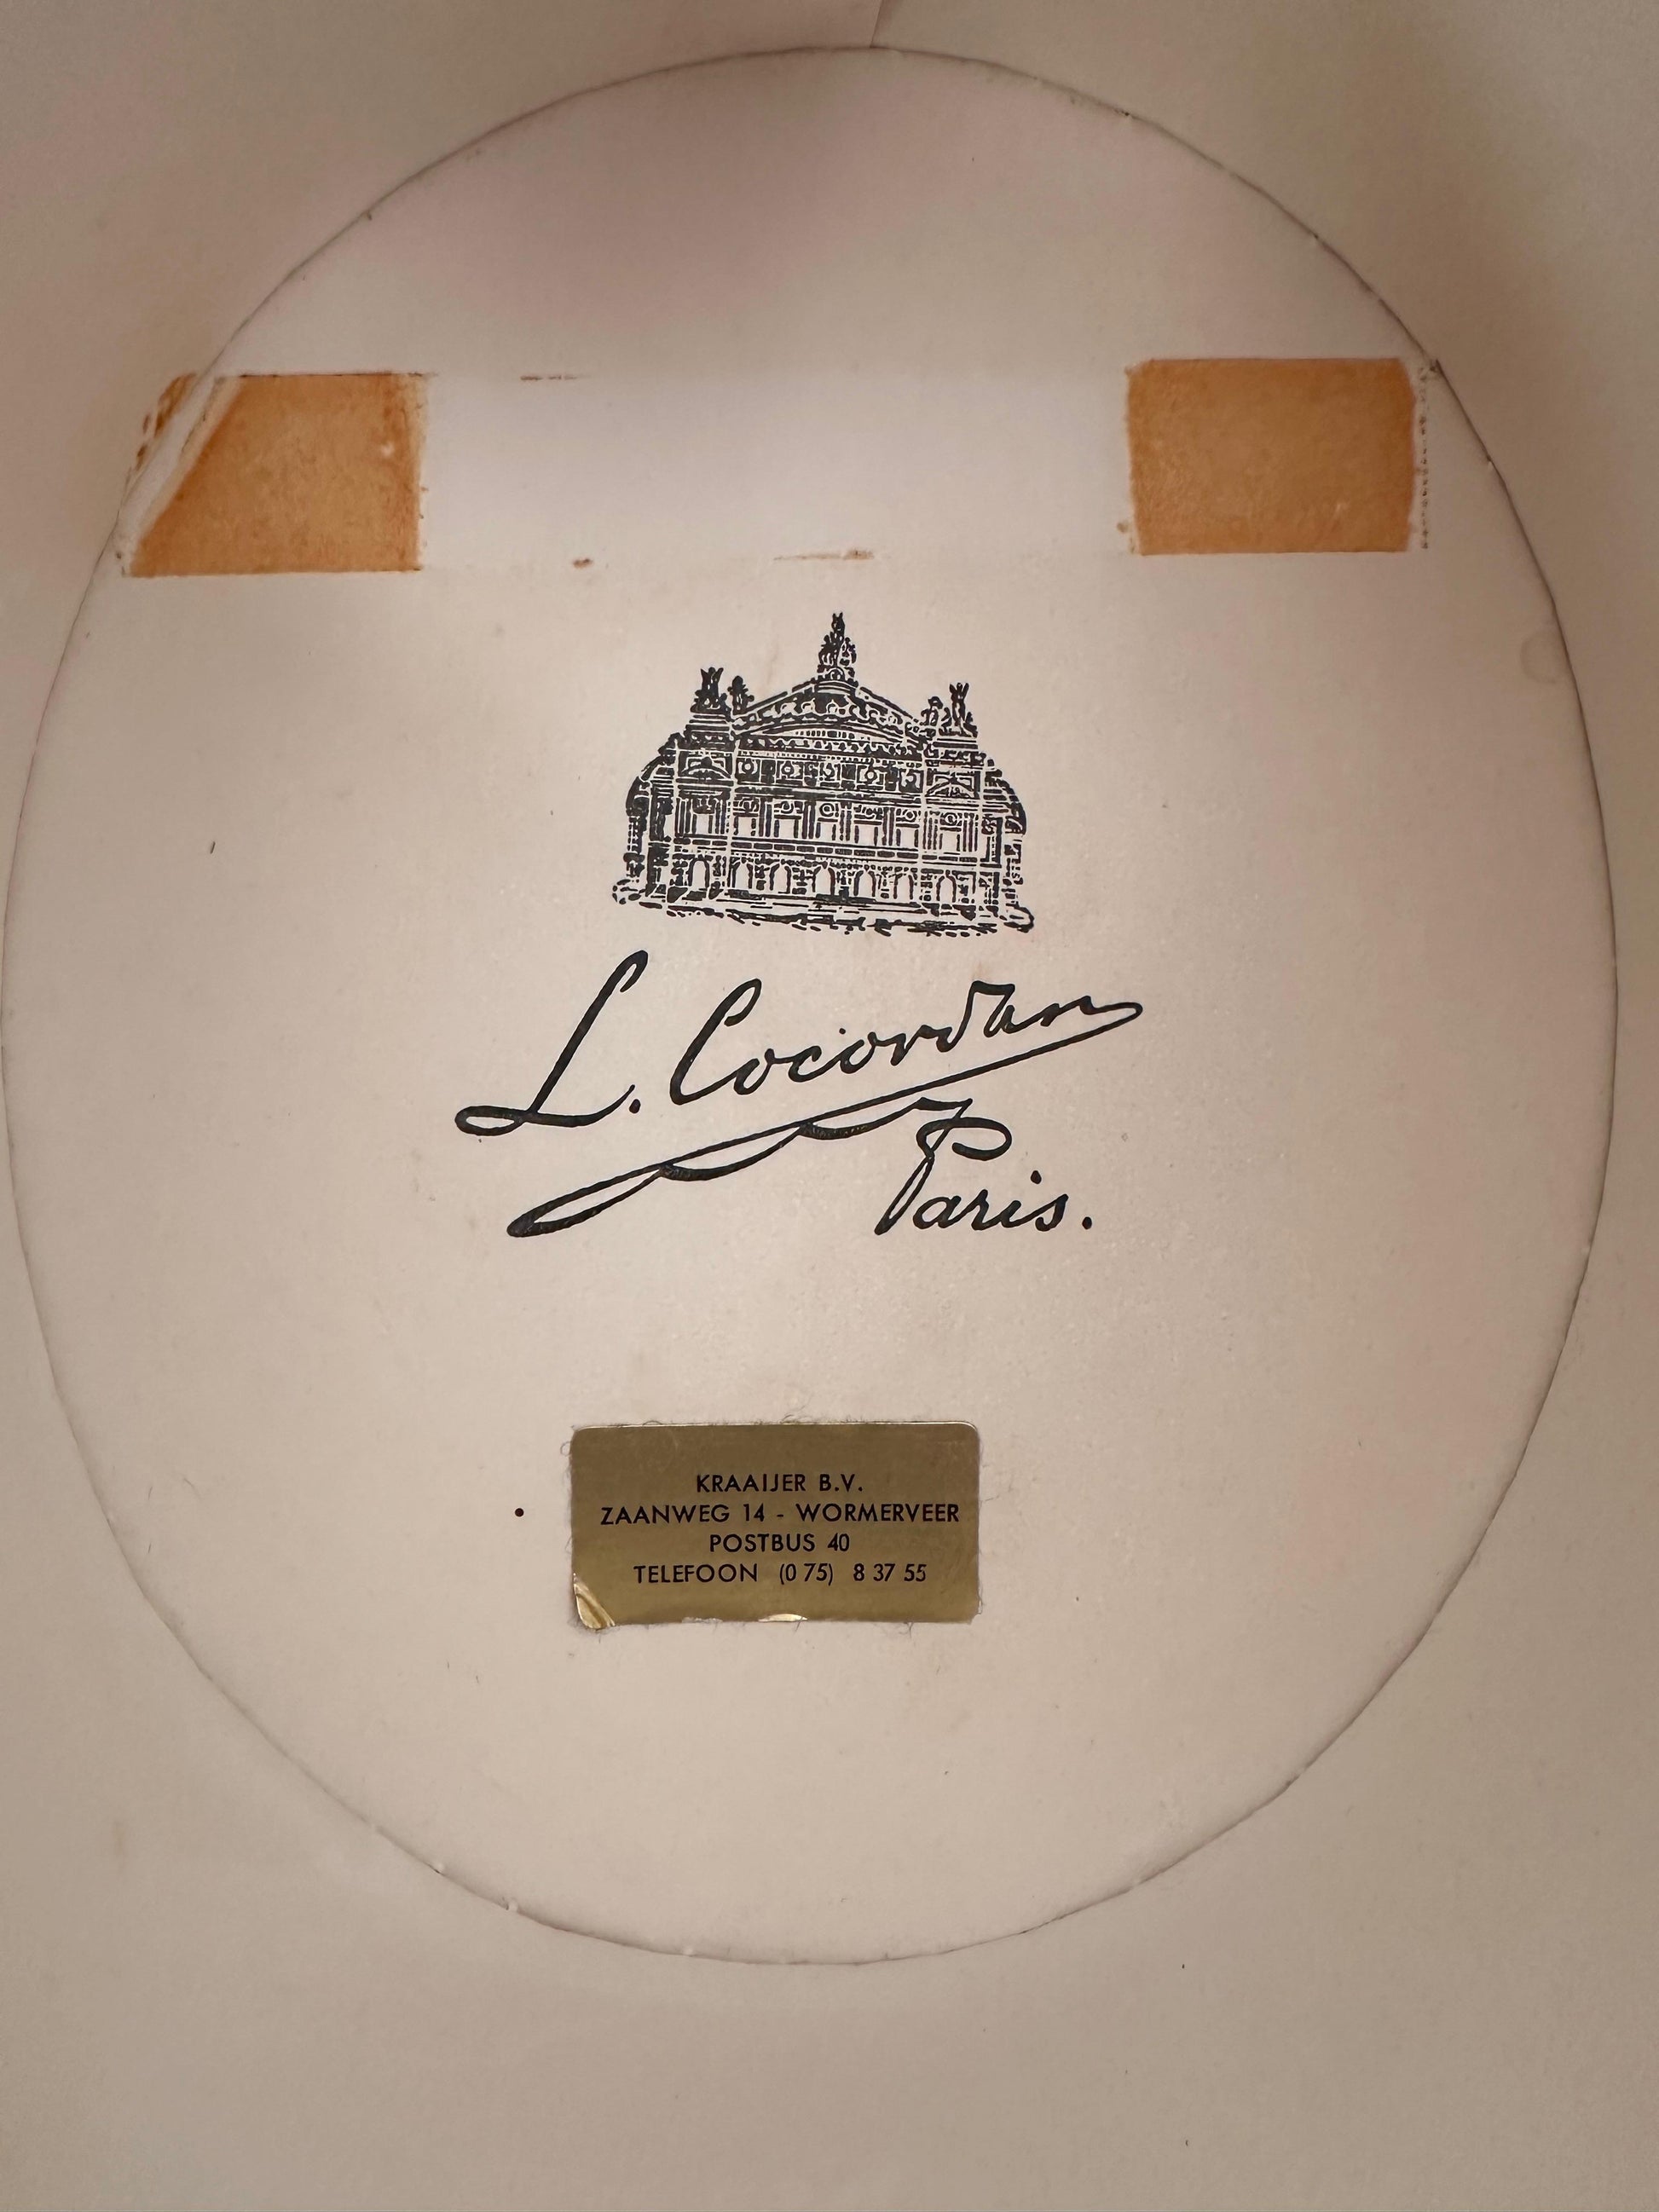 L. Cocordan
Paris.
KRAAIJER B.V.
ZAANWEG 14 - WORMERVEER
POSTBUS 40
TELEFOON (0 75) 8 37 55